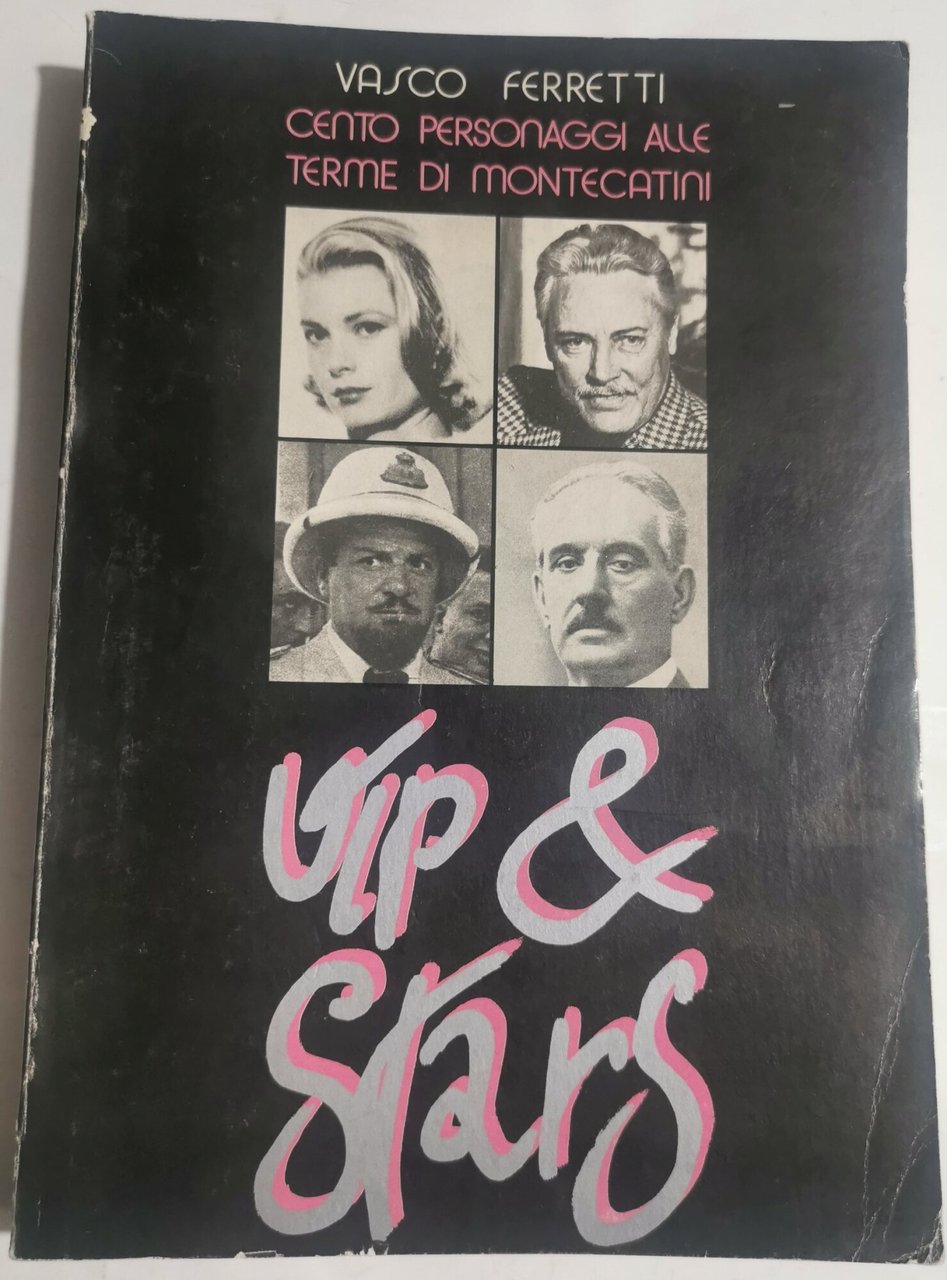 VASCO FERRETTI
CENTO PERSONAGGI ALLE
TERME DI MONTECATINI
Vip &
Stars